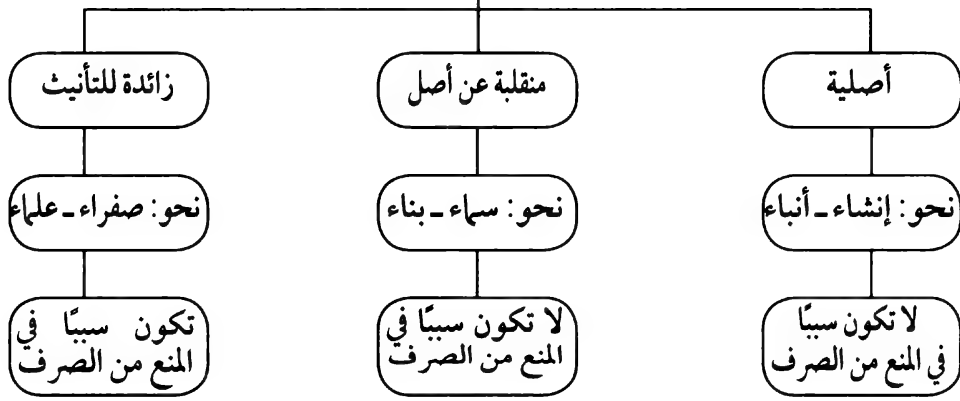 أصلية
منقلبة عن أصل
زائدة للتأنيث
نحو: إنشاء ـ أنباء
نحو: سماء ـ بناء
نحو: صفراء ـ علماء
لا تكون سببًا
في المنع من الصرف
لا تكون سببًا في
المنع من الصرف
تكون سببًا في
المنع من الصرف